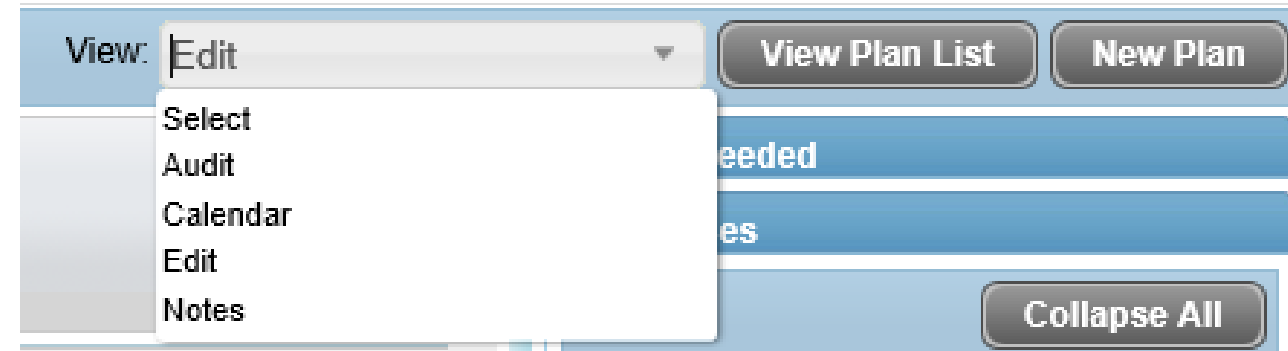 View: Edit View Plan List New Plan
Select
Audit
eeded
Calendar
es
Edit
Notes
Collapse All